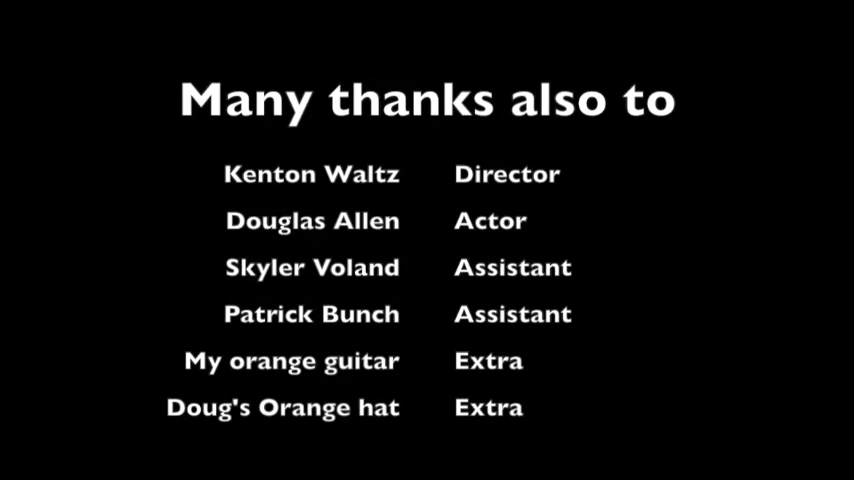 Many thanks also to
Kenton Waltz Director
Douglas Allen Actor
Skyler Voland Assistant
Patrick Bunch Assistant
My orange guitar Extra
Doug's Orange hat Extra